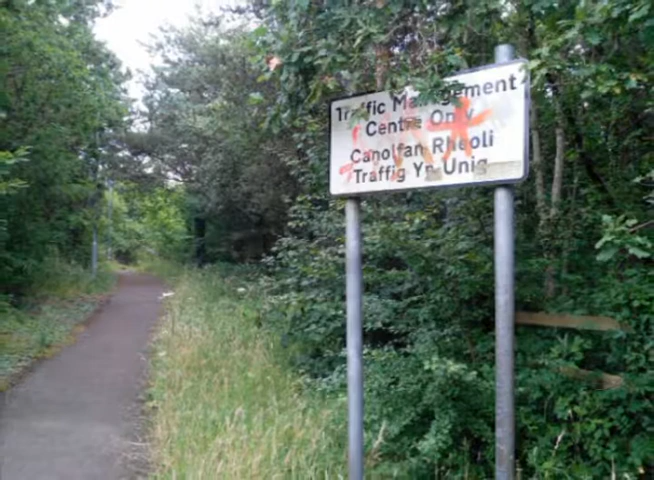 Traffic Management
Centre Only
Canolfan Rheoli
Traffig Yn Unig